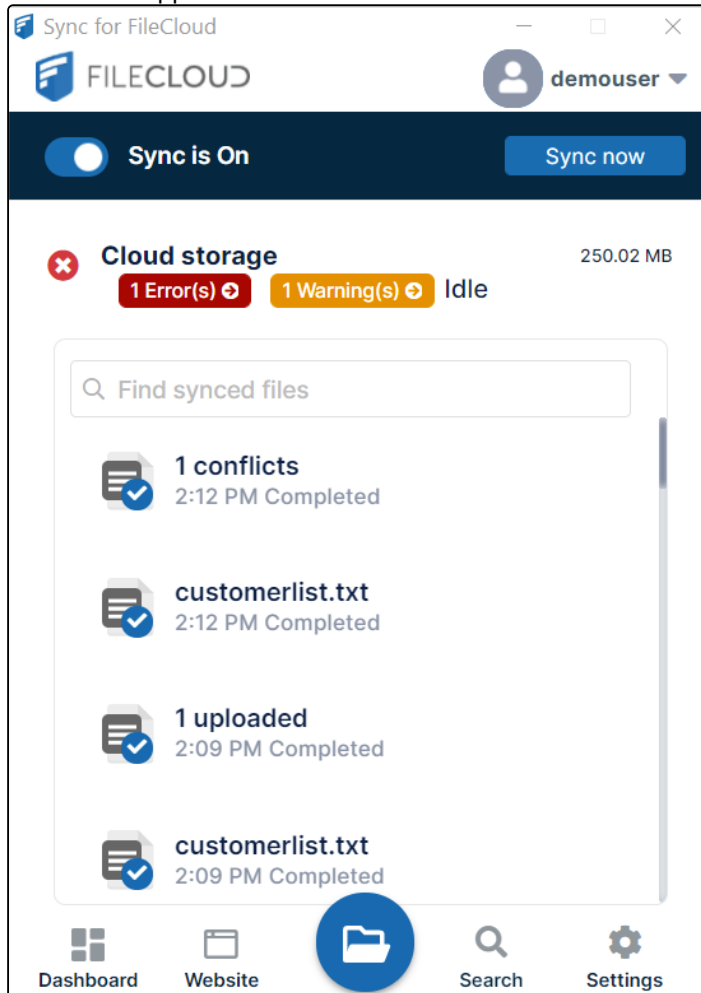 Sync for FileCloud
FILECLOUD
demouser
Sync is On
Sync now
Cloud storage
250.02 MB
1 Error(s)
1 Warning(s)
Idle
Find synced files
1 conflicts
2:12 PM Completed
customerlist.txt
2:12 PM Completed
1 uploaded
2:09 PM Completed
customerlist.txt
2:09 PM Completed
Dashboard
Website
Search
Settings